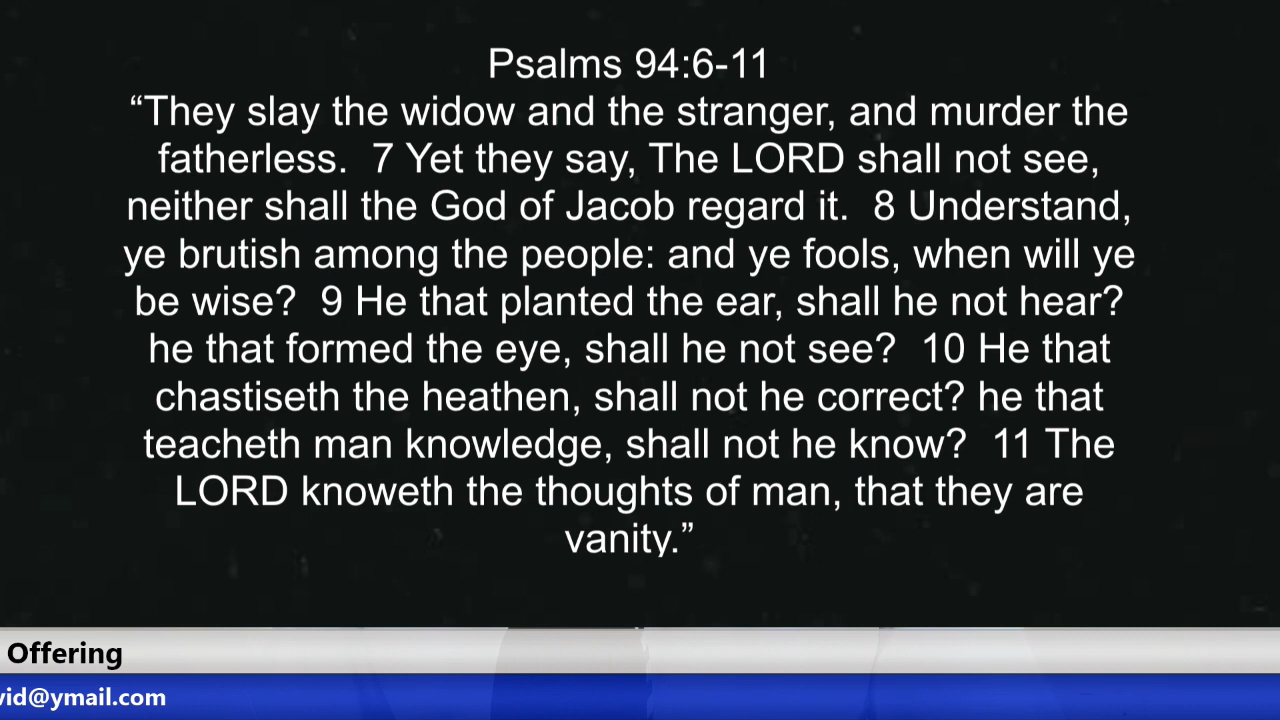 Psalms 94:6-11
“They slay the widow and the stranger, and murder the
fatherless.  7 Yet they say, The LORD shall not see,
neither shall the God of Jacob regard it.  8 Understand,
ye brutish among the people: and ye fools, when will ye
be wise?  9 He that planted the ear, shall he not hear?
he that formed the eye, shall he not see?  10 He that
chastiseth the heathen, shall not he correct? he that
teacheth man knowledge, shall not he know?  11 The
LORD knoweth the thoughts of man, that they are
vanity.”
Offering
vid@ymail.com